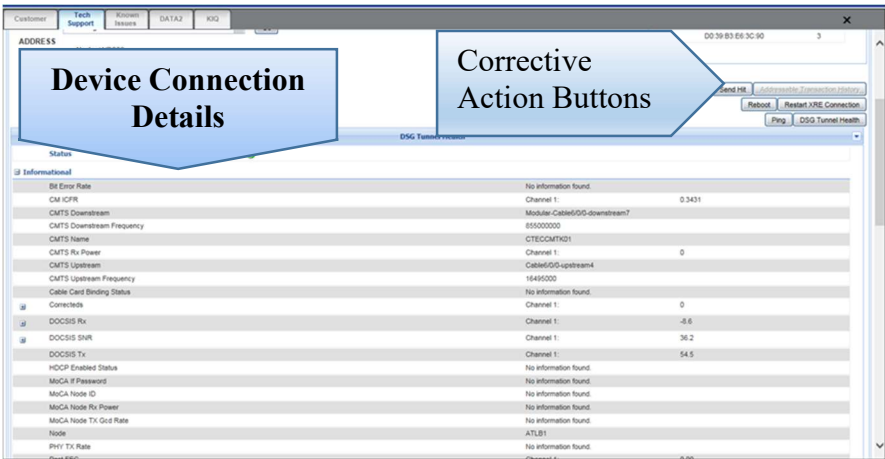 Customer
Tech Support
Known Issues
DATA2
KIQ
ADDRESS
D0:39:B3:E6:3C:90 3
Device Connection
Details
Corrective
Action Buttons
Send Hit Addressable Transaction History
Reboot Restart XRE Connection
Ping DSG Tunnel Health
DSG Tunnel Health
Status
Informational
Bit Error Rate No information found.
CM ICFR Channel 1: 0.3431
CMTS Downstream Modular-Cable6/0/0-downstream7
CMTS Downstream Frequency 855000000
CMTS Name CTECCMTK01
CMTS Rx Power Channel 1: 0
CMTS Upstream Cable6/0/0-upstream4
CMTS Upstream Frequency 16495000
Cable Card Binding Status No information found.
Correcteds Channel 1: 0
DOCSIS Rx Channel 1: -8.6
DOCSIS SNR Channel 1: 36.2
DOCSIS Tx Channel 1: 54.5
HDCP Enabled Status No information found.
MoCA If Password No information found.
MoCA Node ID No information found.
MoCA Node Rx Power No information found.
MoCA Node TX Gcd Rate No information found.
Node ATLB1
PHY TX Rate No information found.